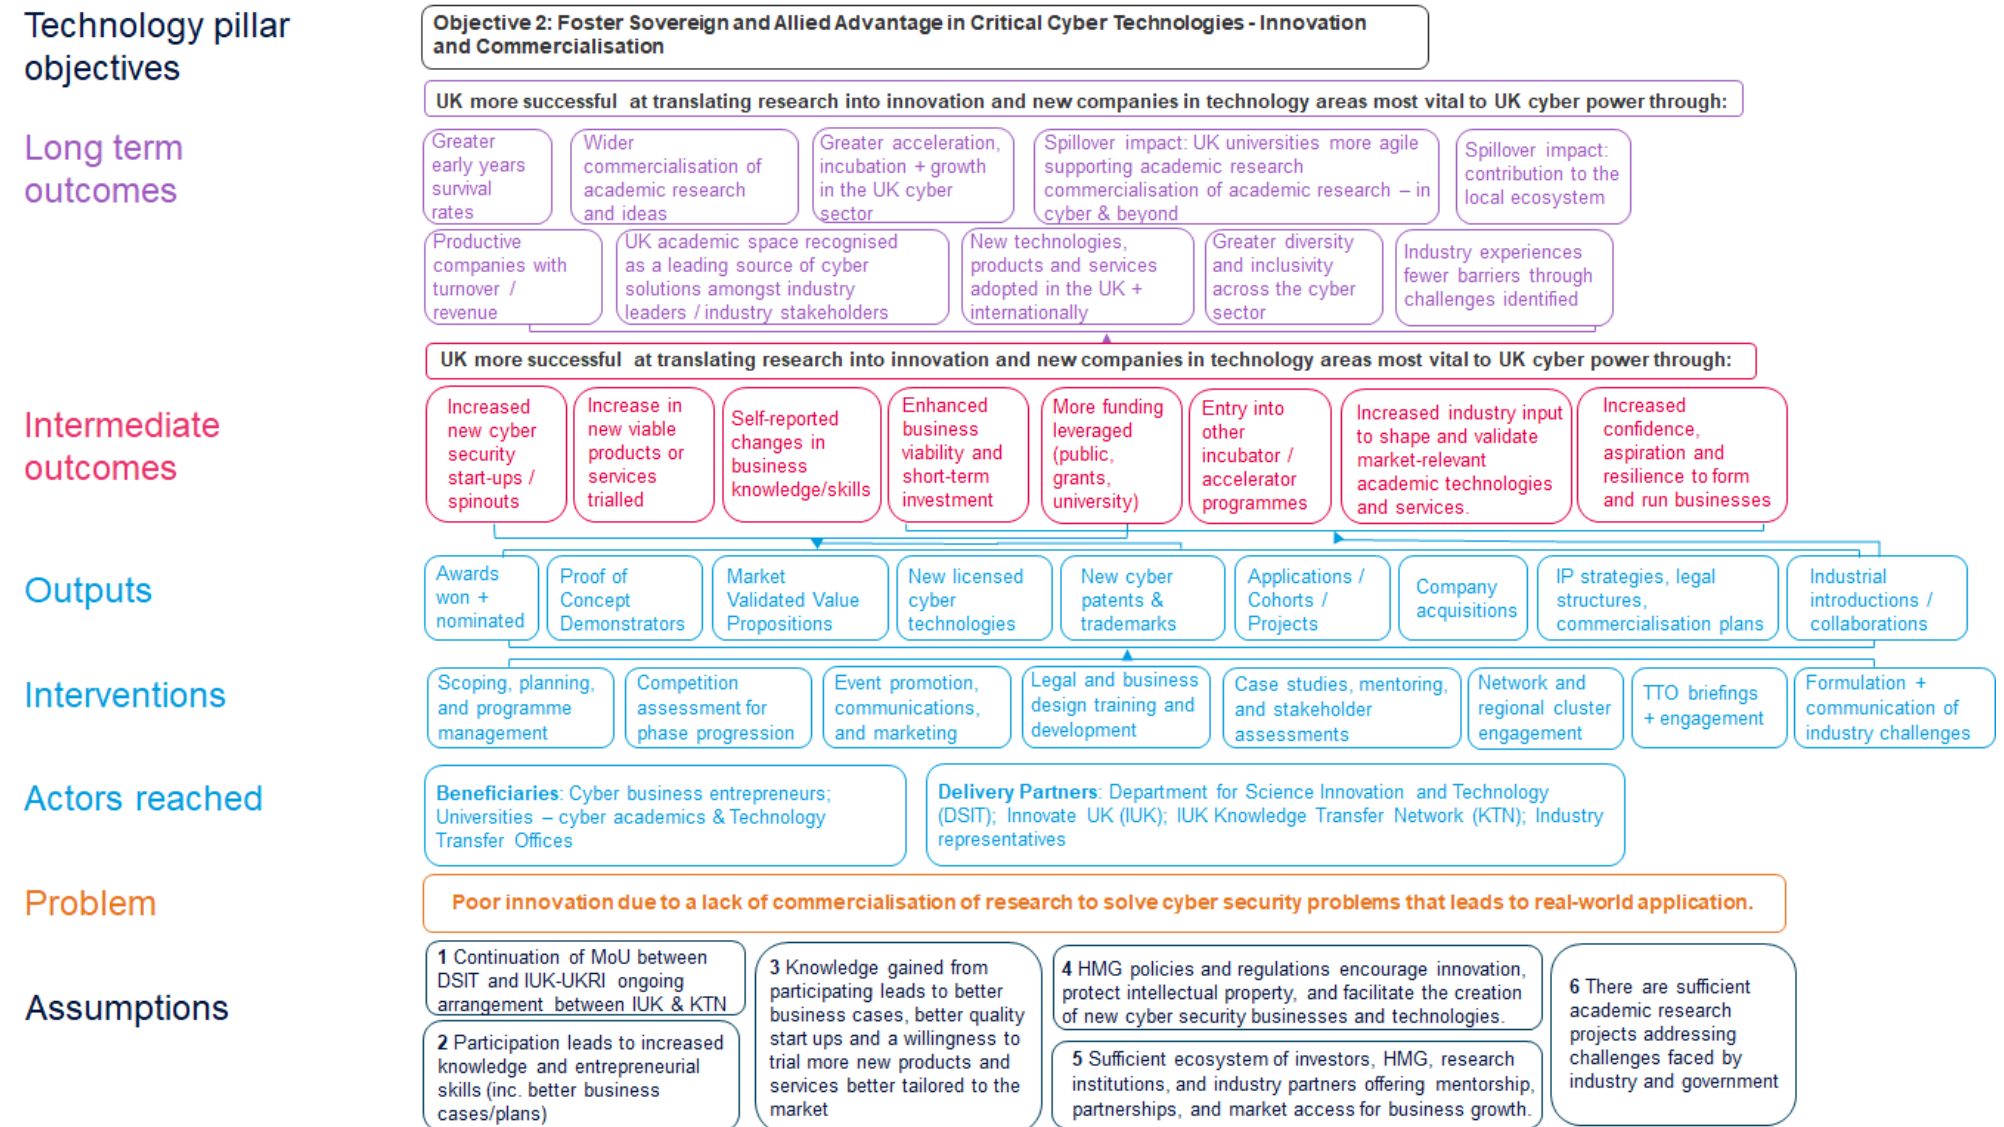 Technology pillar
objectives
Objective 2: Foster Sovereign and Allied Advantage in Critical Cyber Technologies - Innovation
and Commercialisation
UK more successful at translating research into innovation and new companies in technology areas most vital to UK cyber power through:
Long term
outcomes
Greater
early years
survival
rates
Wider
commercialisation of
academic research
and ideas
Greater acceleration,
incubation + growth
in the UK cyber
sector
Spillover impact: UK universities more agile
supporting academic research
commercialisation of academic research – in
cyber & beyond
Spillover impact:
contribution to the
local ecosystem
Productive
companies with
turnover /
revenue
UK academic space recognised
as a leading source of cyber
solutions amongst industry
leaders / industry stakeholders
New technologies,
products and services
adopted in the UK +
internationally
Greater diversity
and inclusivity
across the cyber
sector
Industry experiences
fewer barriers through
challenges identified
UK more successful at translating research into innovation and new companies in technology areas most vital to UK cyber power through:
Intermediate
outcomes
Increased
new cyber
security
start-ups /
spinouts
Increase in
new viable
products or
services
trialled
Self-reported
changes in
business
knowledge/skills
Enhanced
business
viability and
short-term
investment
More funding
leveraged
(public,
grants,
university)
Entry into
other
incubator /
accelerator
programmes
Increased industry input
to shape and validate
market-relevant
academic technologies
and services.
Increased
confidence,
aspiration and
resilience to form
and run businesses
Outputs
Awards
won +
nominated
Proof of
Concept
Demonstrators
Market
Validated Value
Propositions
New licensed
cyber
technologies
New cyber
patents &
trademarks
Applications /
Cohorts /
Projects
Company
acquisitions
IP strategies, legal
structures,
commercialisation plans
Industrial
introductions /
collaborations
Interventions
Scoping, planning,
and programme
management
Competition
assessment for
phase progression
Event promotion,
communications,
and marketing
Legal and business
design training and
development
Case studies, mentoring,
and stakeholder
assessments
Network and
regional cluster
engagement
TTO briefings
+ engagement
Formulation +
communication of
industry challenges
Actors reached
Beneficiaries: Cyber business entrepreneurs;
Universities – cyber academics & Technology
Transfer Offices
Delivery Partners: Department for Science Innovation and Technology
(DSIT); Innovate UK (IUK); IUK Knowledge Transfer Network (KTN); Industry
representatives
Problem
Poor innovation due to a lack of commercialisation of research to solve cyber security problems that leads to real-world application.
Assumptions
1 Continuation of MoU between
DSIT and IUK-UKRI ongoing
arrangement between IUK & KTN
2 Participation leads to increased
knowledge and entrepreneurial
skills (inc. better business
cases/plans)
3 Knowledge gained from
participating leads to better
business cases, better quality
start ups and a willingness to
trial more new products and
services better tailored to the
market
4 HMG policies and regulations encourage innovation,
protect intellectual property, and facilitate the creation
of new cyber security businesses and technologies.
5 Sufficient ecosystem of investors, HMG, research
institutions, and industry partners offering mentorship,
partnerships, and market access for business growth.
6 There are sufficient
academic research
projects addressing
challenges faced by
industry and government